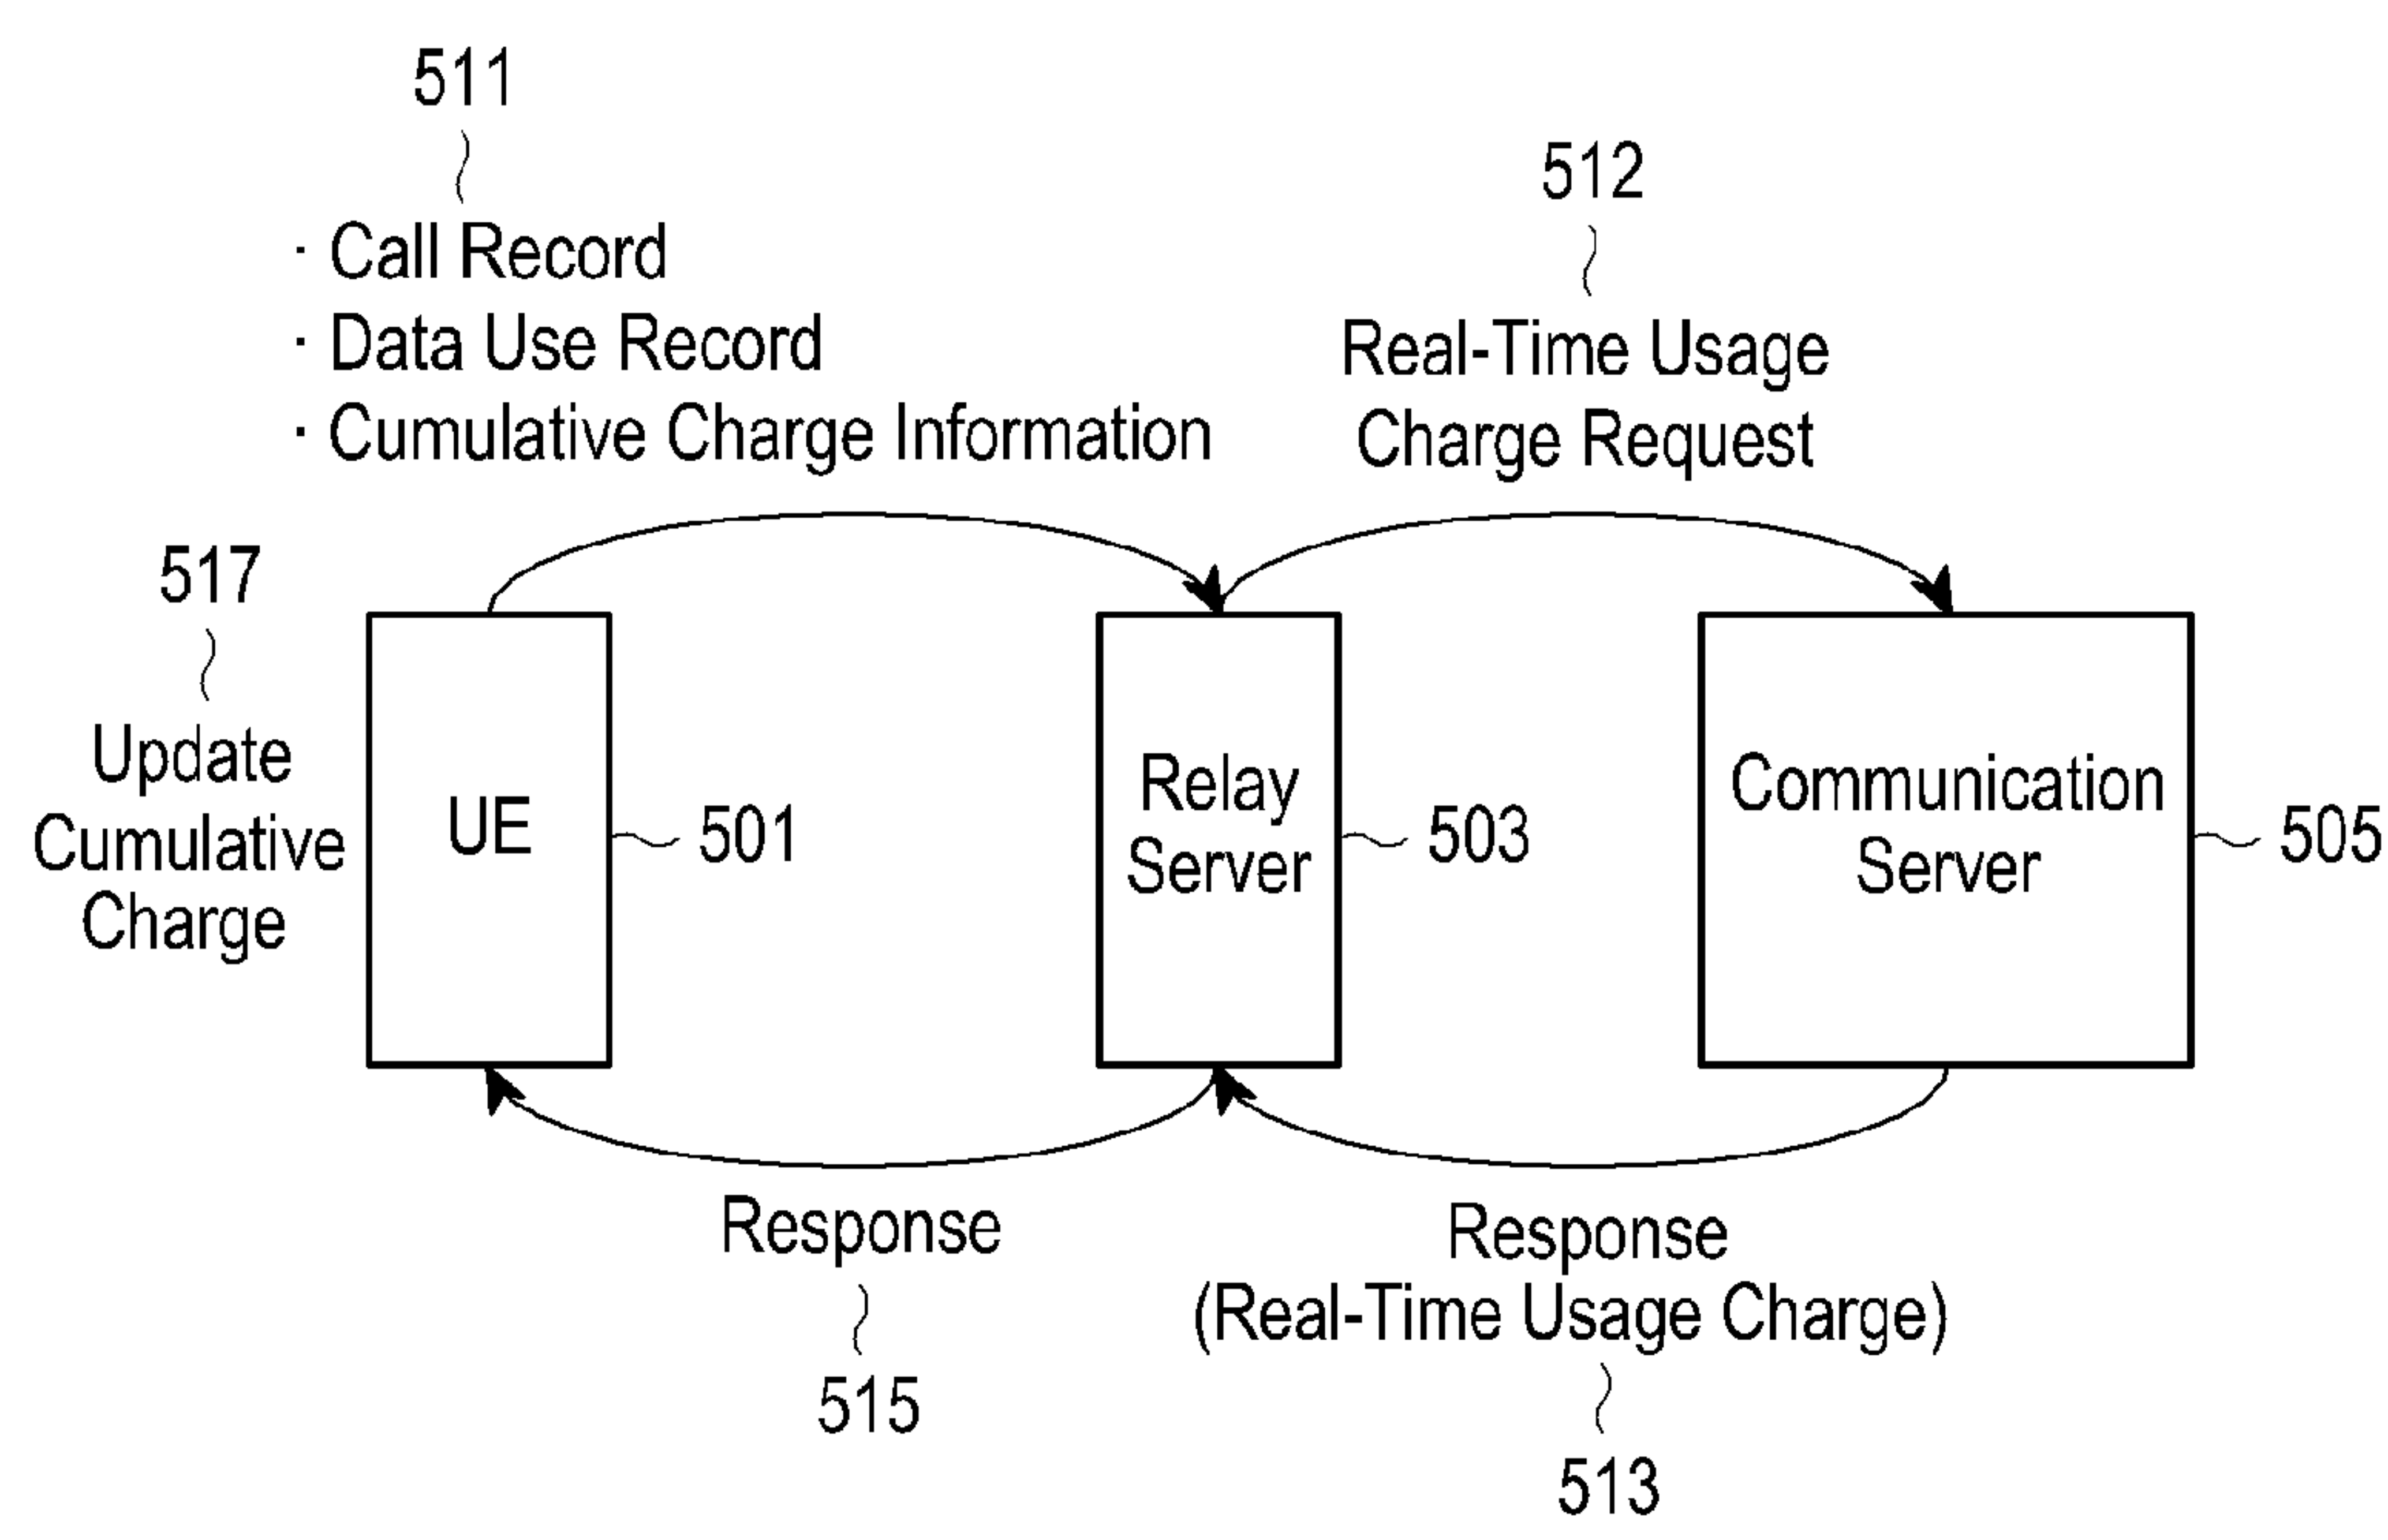 511
· Call Record
· Data Use Record
· Cumulative Charge Information
512
Real-Time Usage
Charge Request
517
Update
Cumulative
Charge
UE
501
Relay
Server
503
Communication
Server
505
Response
515
Response
(Real-Time Usage Charge)
513